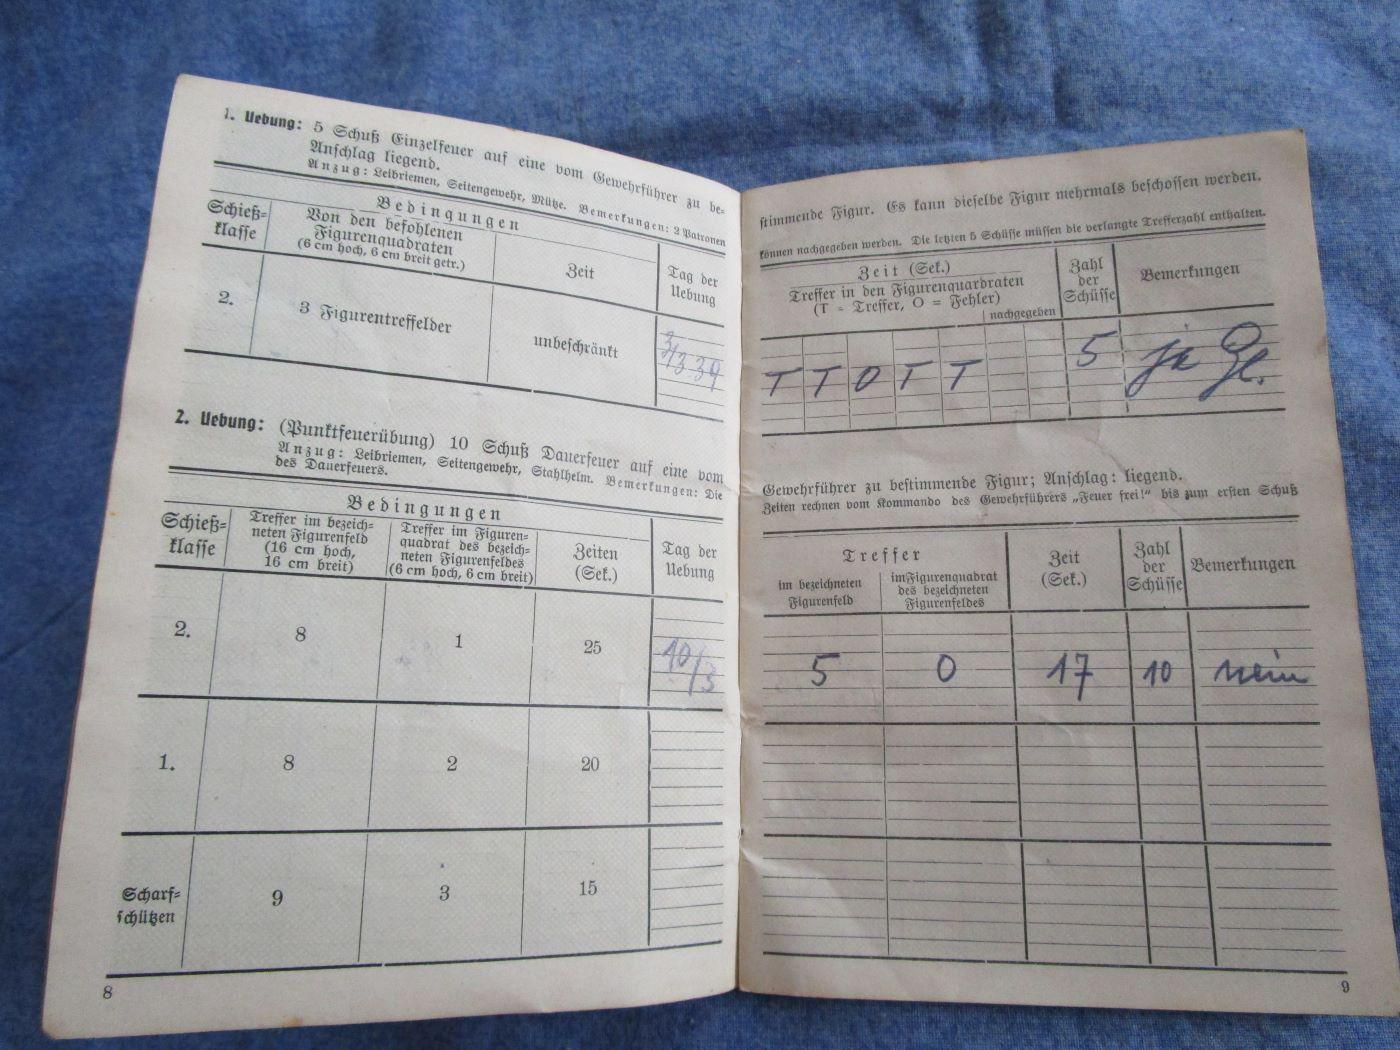 1. Uebung: 5 Schuß Einzelfeuer auf eine vom Gewehrführer zu be-
Anschlag liegend.
Anzug: Leibriemen, Seitengewehr, Mütze. Bemerkungen: 2 Patronen
Schieß-
klasse
Bedingungen
Von den befohlenen
Figurenquadraten
(6 cm hoch, 6 cm breit getr.)
Zeit
Tag der
Uebung
2.
3 Figurentrefffelder
unbeschränkt
3/3 39
2. Uebung: (Punktfeuerübung) 10 Schuß Dauerfeuer auf eine vom
Anzug: Leibriemen, Seitengewehr, Stahlhelm. Bemerkungen: Die
des Dauerfeuers.
Schieß-
klasse
Bedingungen
Treffer im bezeich-
neten Figurenfeld
(16 cm hoch,
16 cm breit)
Treffer im Figuren-
quadrat des bezeich-
neten Figurenfeldes
(6 cm hoch, 6 cm breit)
Zeiten
(Sek.)
Tag der
Uebung
2. 8 1 25 10/3
1. 8 2 20
Scharf-
schützen
9 3 15
8
stimmende Figur. Es kann dieselbe Figur mehrmals beschossen werden.
können nachgegeben werden. Die letzten 5 Schüsse müssen die verlangte Trefferzahl enthalten.
Zeit (Sek.)
Treffer in den Figurenquardraten
(T = Treffer, O = Fehler)
nachgegeben
Zahl
der
Schüsse
Bemerkungen
T T O T T 5 ja
Gewehrführer zu bestimmende Figur; Anschlag: liegend.
Zeiten rechnen vom Kommando des Gewehrführers „Feuer frei!“ bis zum ersten Schuß
Treffer
im bezeichneten
Figurenfeld
imFigurenquadrat
des bezeichneten
Figurenfeldes
Zeit
(Sek.)
Zahl
der
Schüsse
Bemerkungen
5 0 17 10 nein
9